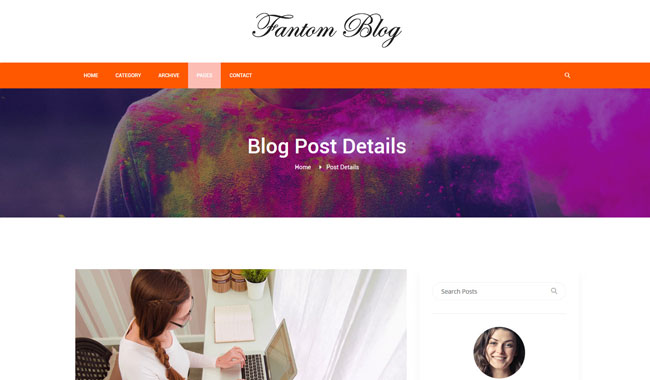 Fantom Blog
HOME CATEGORY ARCHIVE PAGES CONTACT
Blog Post Details
Home Post Details
Search Posts